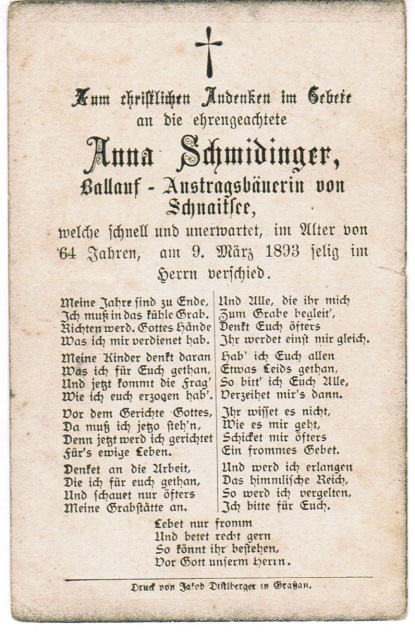 Zum christlichen Andenken im Gebete
an die ehrengeachtete
Anna Schmidinger,
Ballauf - Austragsbäuerin von
Schnaitsee,
welche schnell und unerwartet, im Alter von
64 Jahren, am 9. März 1893 selig im
Herrn verschied.
Meine Jahre sind zu Ende,
Ich muß in das kühle Grab.
Richten werd. Gottes Hände
Was ich mir verdienet hab.
Meine Kinder denkt daran
Was ich für Euch gethan,
Und jetzt kommt die Frag'
Wie ich euch erzogen hab'.
Vor dem Gerichte Gottes,
Da muß ich jetzo steh'n,
Denn jetzt werd ich gerichtet
Für's ewige Leben.
Denket an die Arbeit,
Die ich für euch gethan,
Und schauet nur öfters
Meine Grabstätte an.
Und Alle, die ihr mich
Zum Grabe begleit',
Denkt Euch öfters
Ihr werdet einst mir gleich.
Hab' ich Euch allen
Etwas Leids gethan,
So bitt' ich Euch Alle,
Verzeihet mir's dann.
Ihr wisset es nicht,
Wie es mir geht,
Schicket mir öfters
Ein frommes Gebet.
Und werd ich erlangen
Das himmlische Reich,
So werd ich vergelten,
Ich bitte für Euch.
Lebet nur fromm
Und betet recht gern
So könnt ihr bestehen,
Vor Gott unserm Herrn.
Druck von Jakob Distlberger in Graßau.